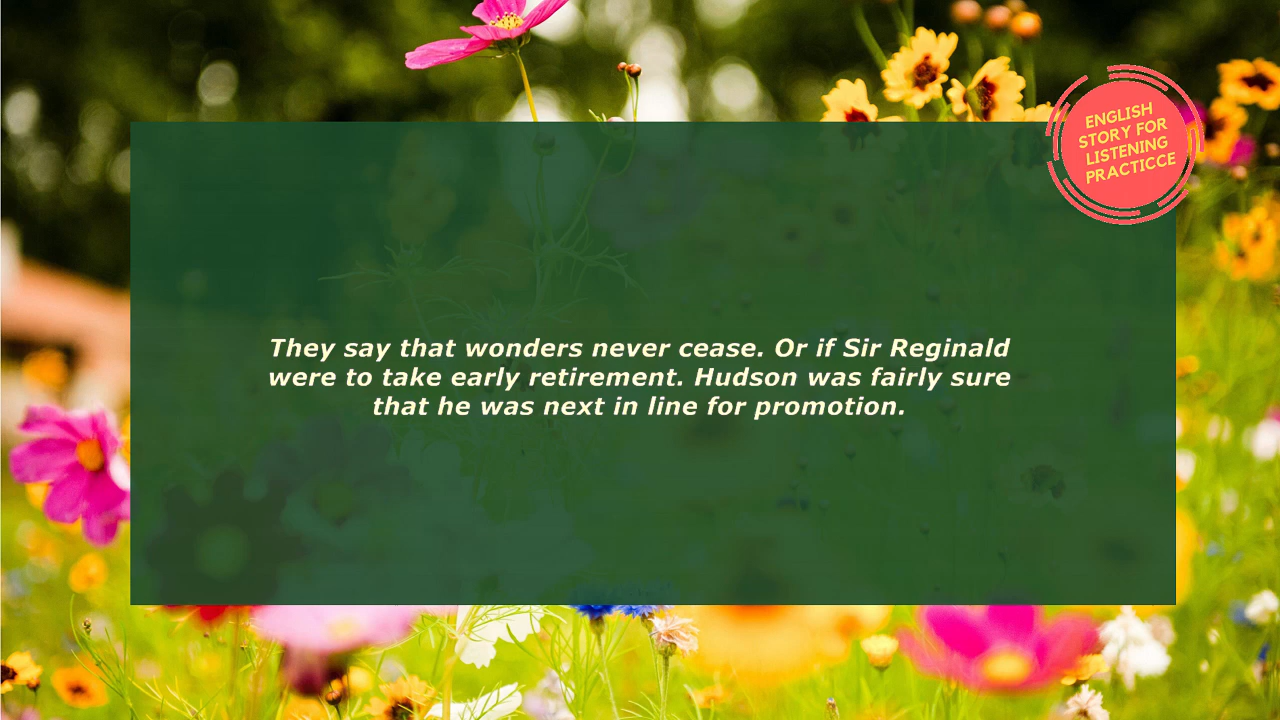 ENGLISH
STORY FOR
LISTENING
PRACTICCE
They say that wonders never cease. Or if Sir Reginald
were to take early retirement. Hudson was fairly sure
that he was next in line for promotion.